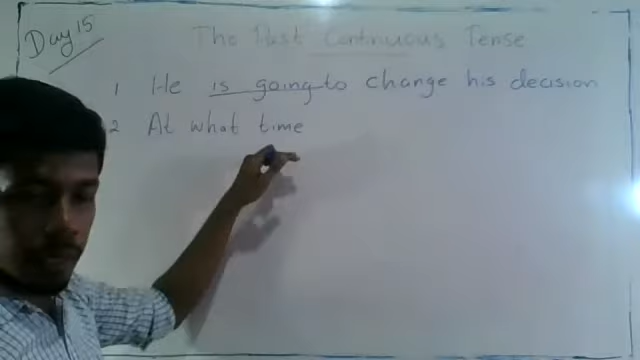 Day 15
The Past Continuous Tense
1 He is going to change his decision
2 At what time